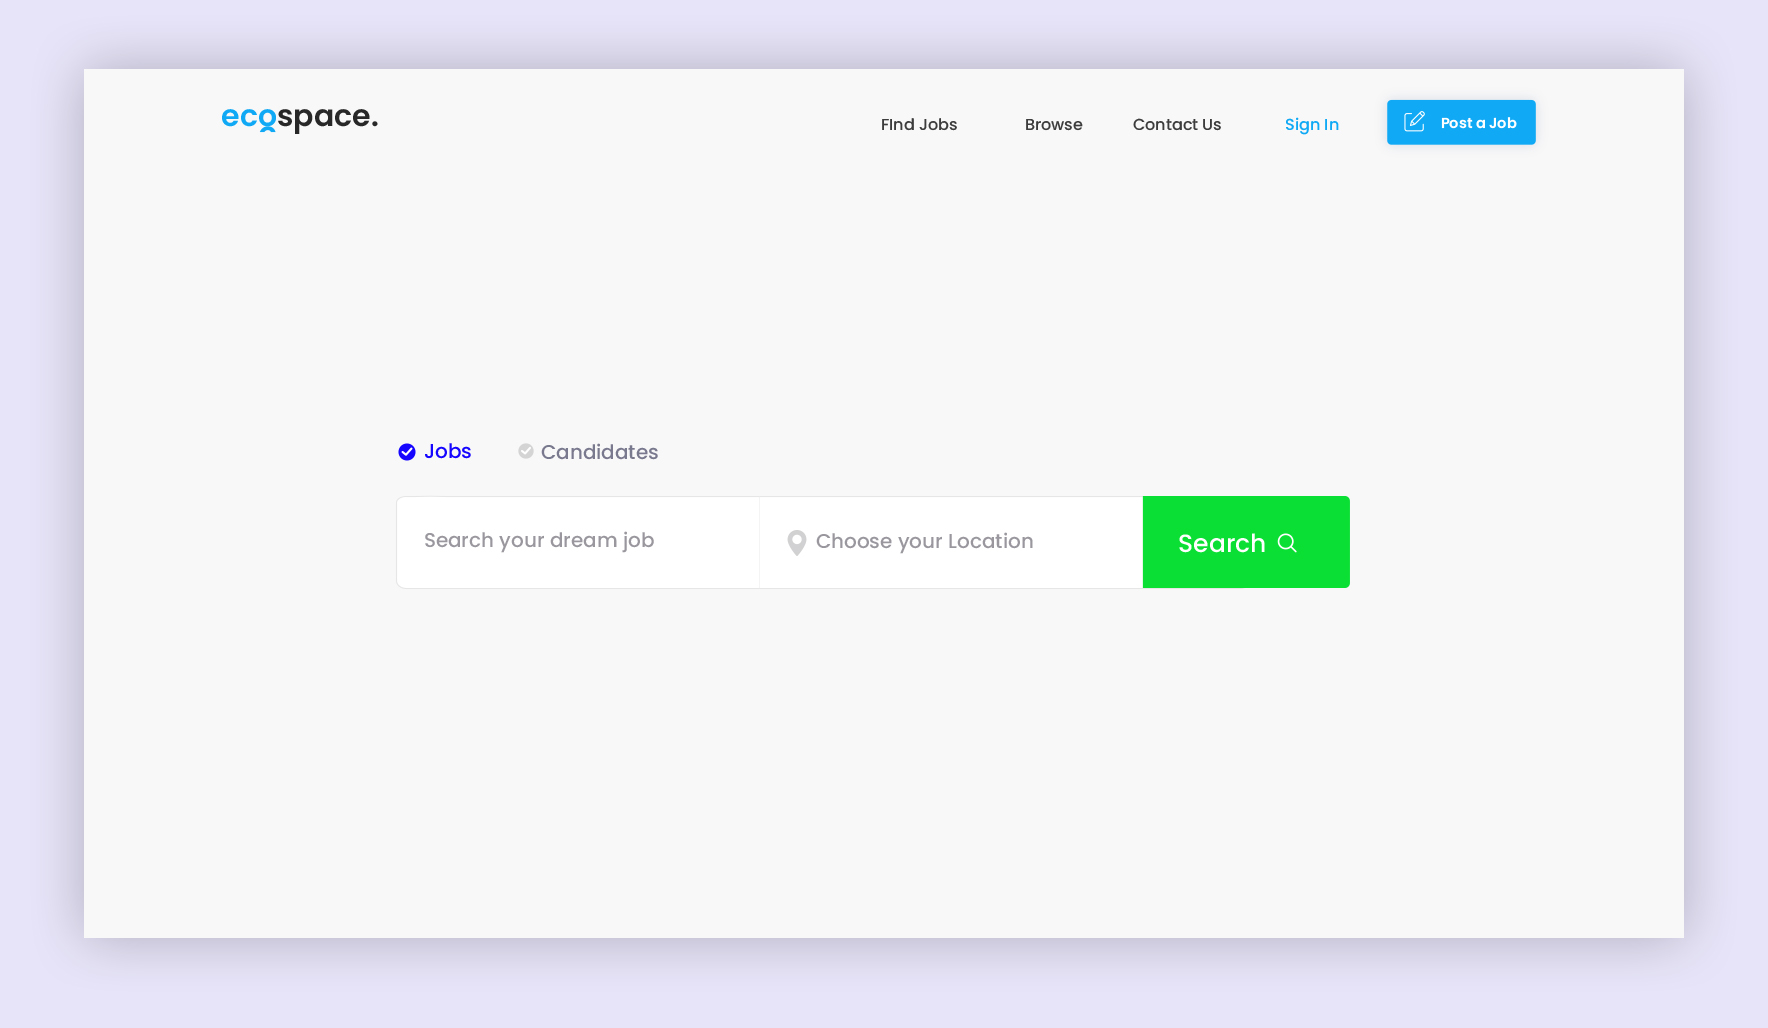 ecospace.
FInd Jobs
Browse
Contact Us
Sign In
Post a Job
Jobs
Candidates
Search your dream job
Choose your Location
Search